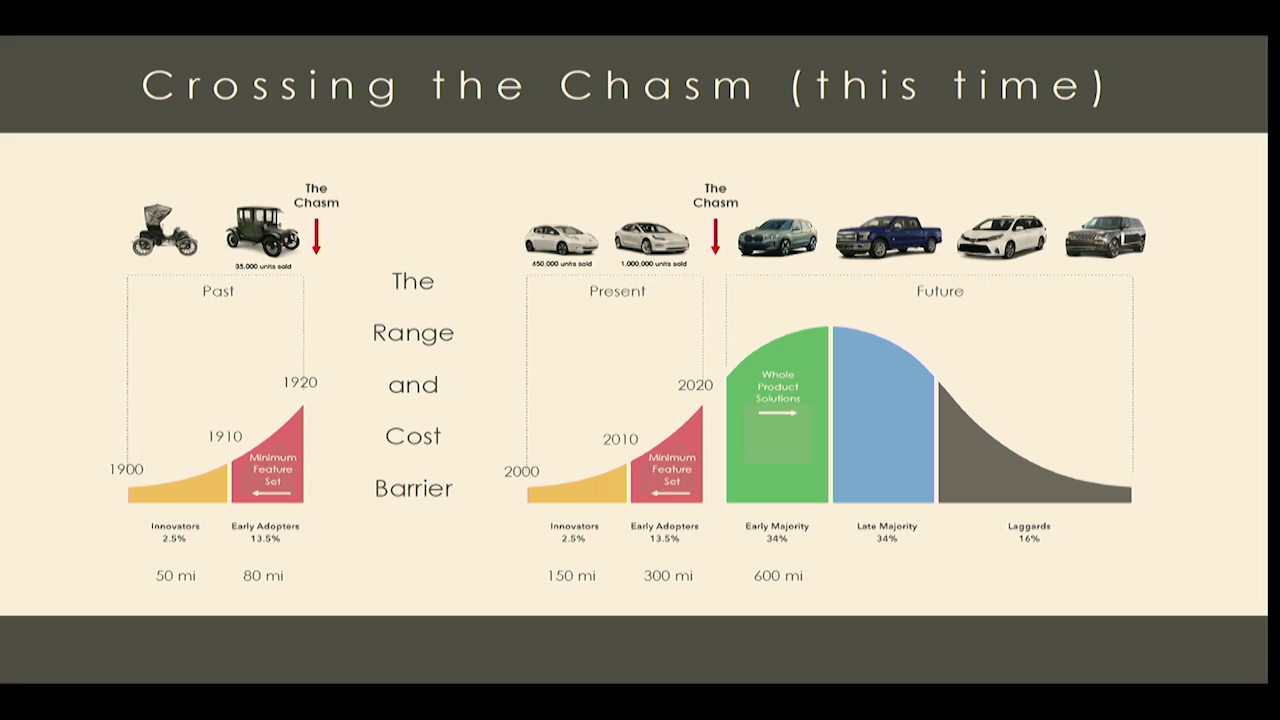 Crossing the Chasm (this time)
The
Chasm
35,000 units sold
Past
1920
1910
1900
Minimum
Feature
Set
Innovators
2.5%
Early Adopters
13.5%
50 mi
80 mi
The
Range
and
Cost
Barrier
The
Chasm
450,000 units sold
1,000,000 units sold
Present
2020
2010
2000
Minimum
Feature
Set
Innovators
2.5%
Early Adopters
13.5%
150 mi
300 mi
Future
Whole
Product
Solutions
Early Majority
34%
Late Majority
34%
Laggards
16%
600 mi